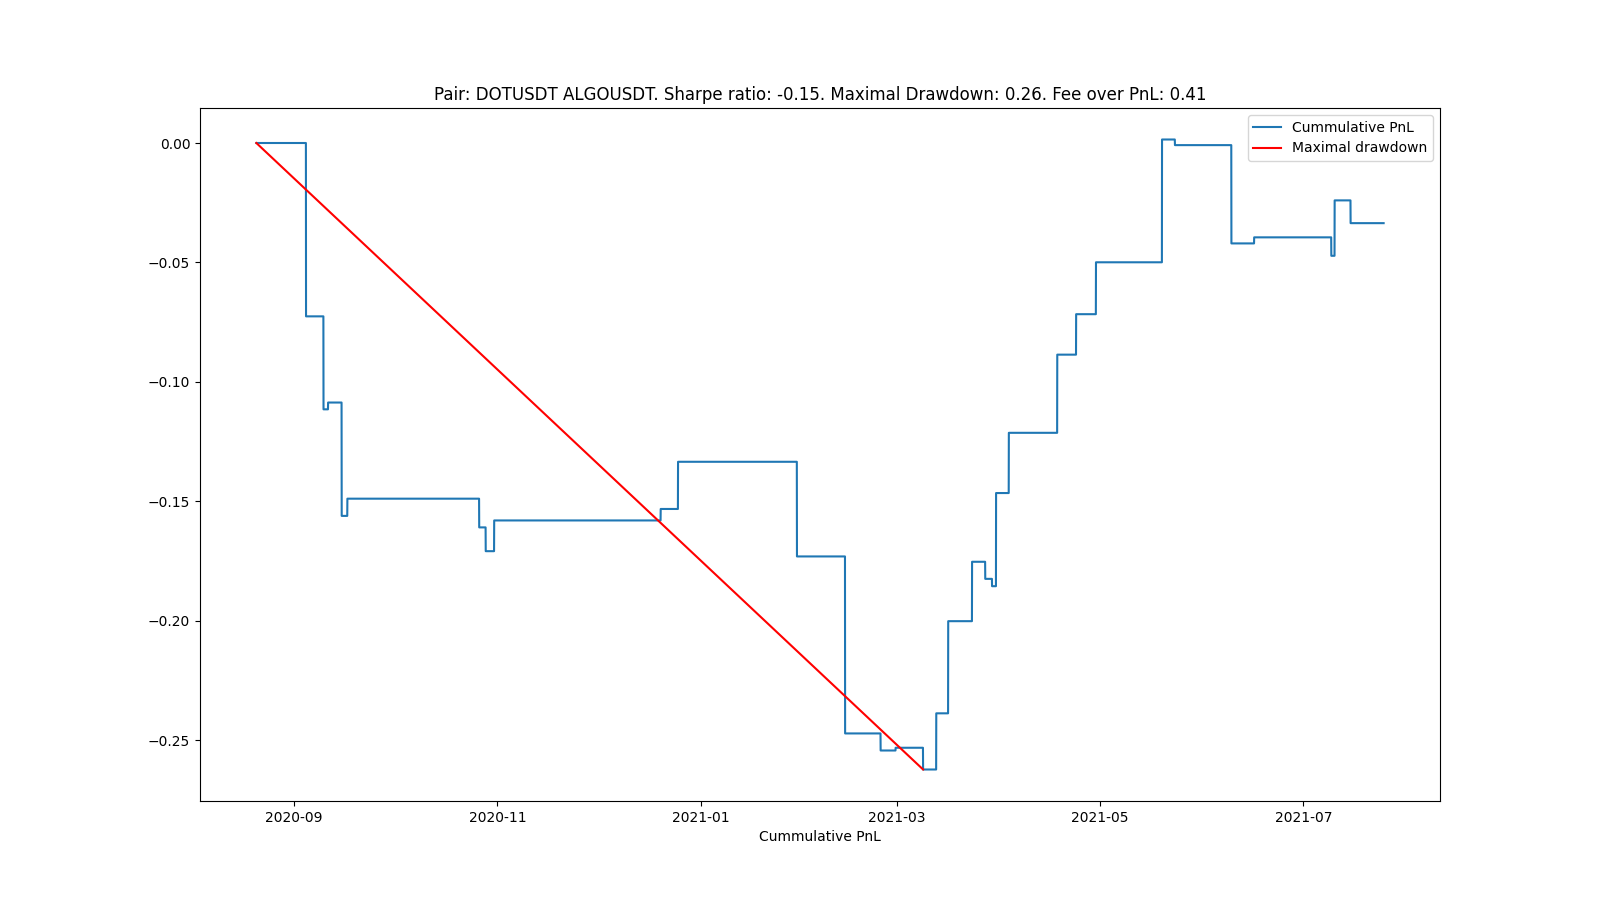 Pair: DOTUSDT ALGOUSDT. Sharpe ratio: -0.15. Maximal Drawdown: 0.26. Fee over PnL: 0.41
Cummulative PnL
Maximal drawdown
0.00
−0.05
−0.10
−0.15
−0.20
−0.25
2020-09 2020-11 2021-01 2021-03 2021-05 2021-07
Cummulative PnL